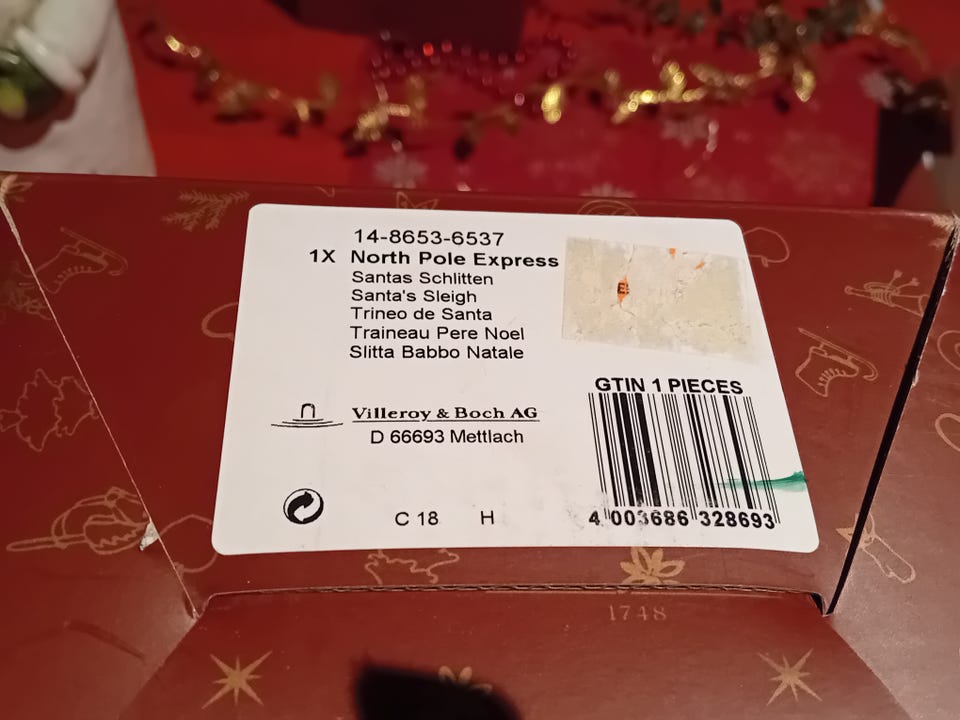 14-8653-6537
1X North Pole Express
Santas Schlitten
Santa's Sleigh
Trineo de Santa
Traineau Pere Noel
Slitta Babbo Natale
Villeroy & Boch AG
D 66693 Mettlach
C 18 H
GTIN 1 PIECES
4 003686 328693
1748